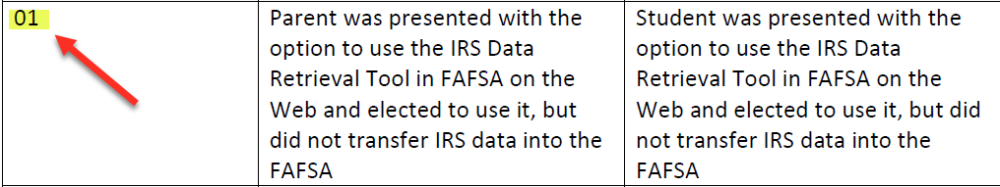 01
Parent was presented with the
option to use the IRS Data
Retrieval Tool in FAFSA on the
Web and elected to use it, but
did not transfer IRS data into the
FAFSA
Student was presented with the
option to use the IRS Data
Retrieval Tool in FAFSA on the
Web and elected to use it, but did
not transfer IRS data into the
FAFSA